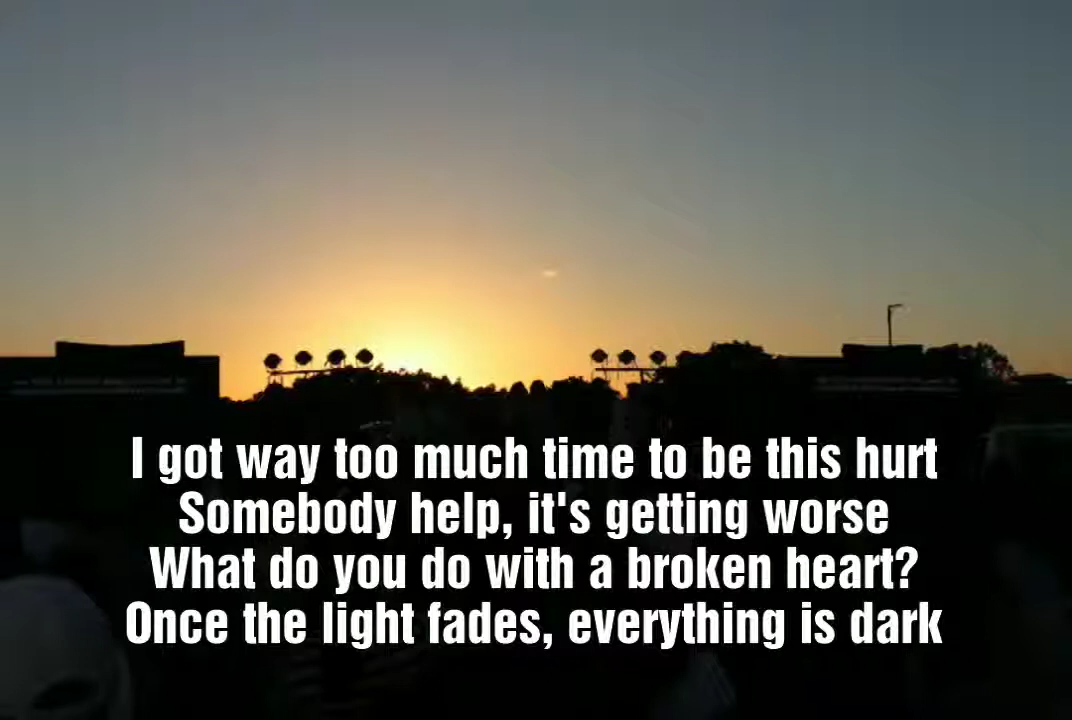 I got way too much time to be this hurt
Somebody help, it's getting worse
What do you do with a broken heart?
Once the light fades, everything is dark